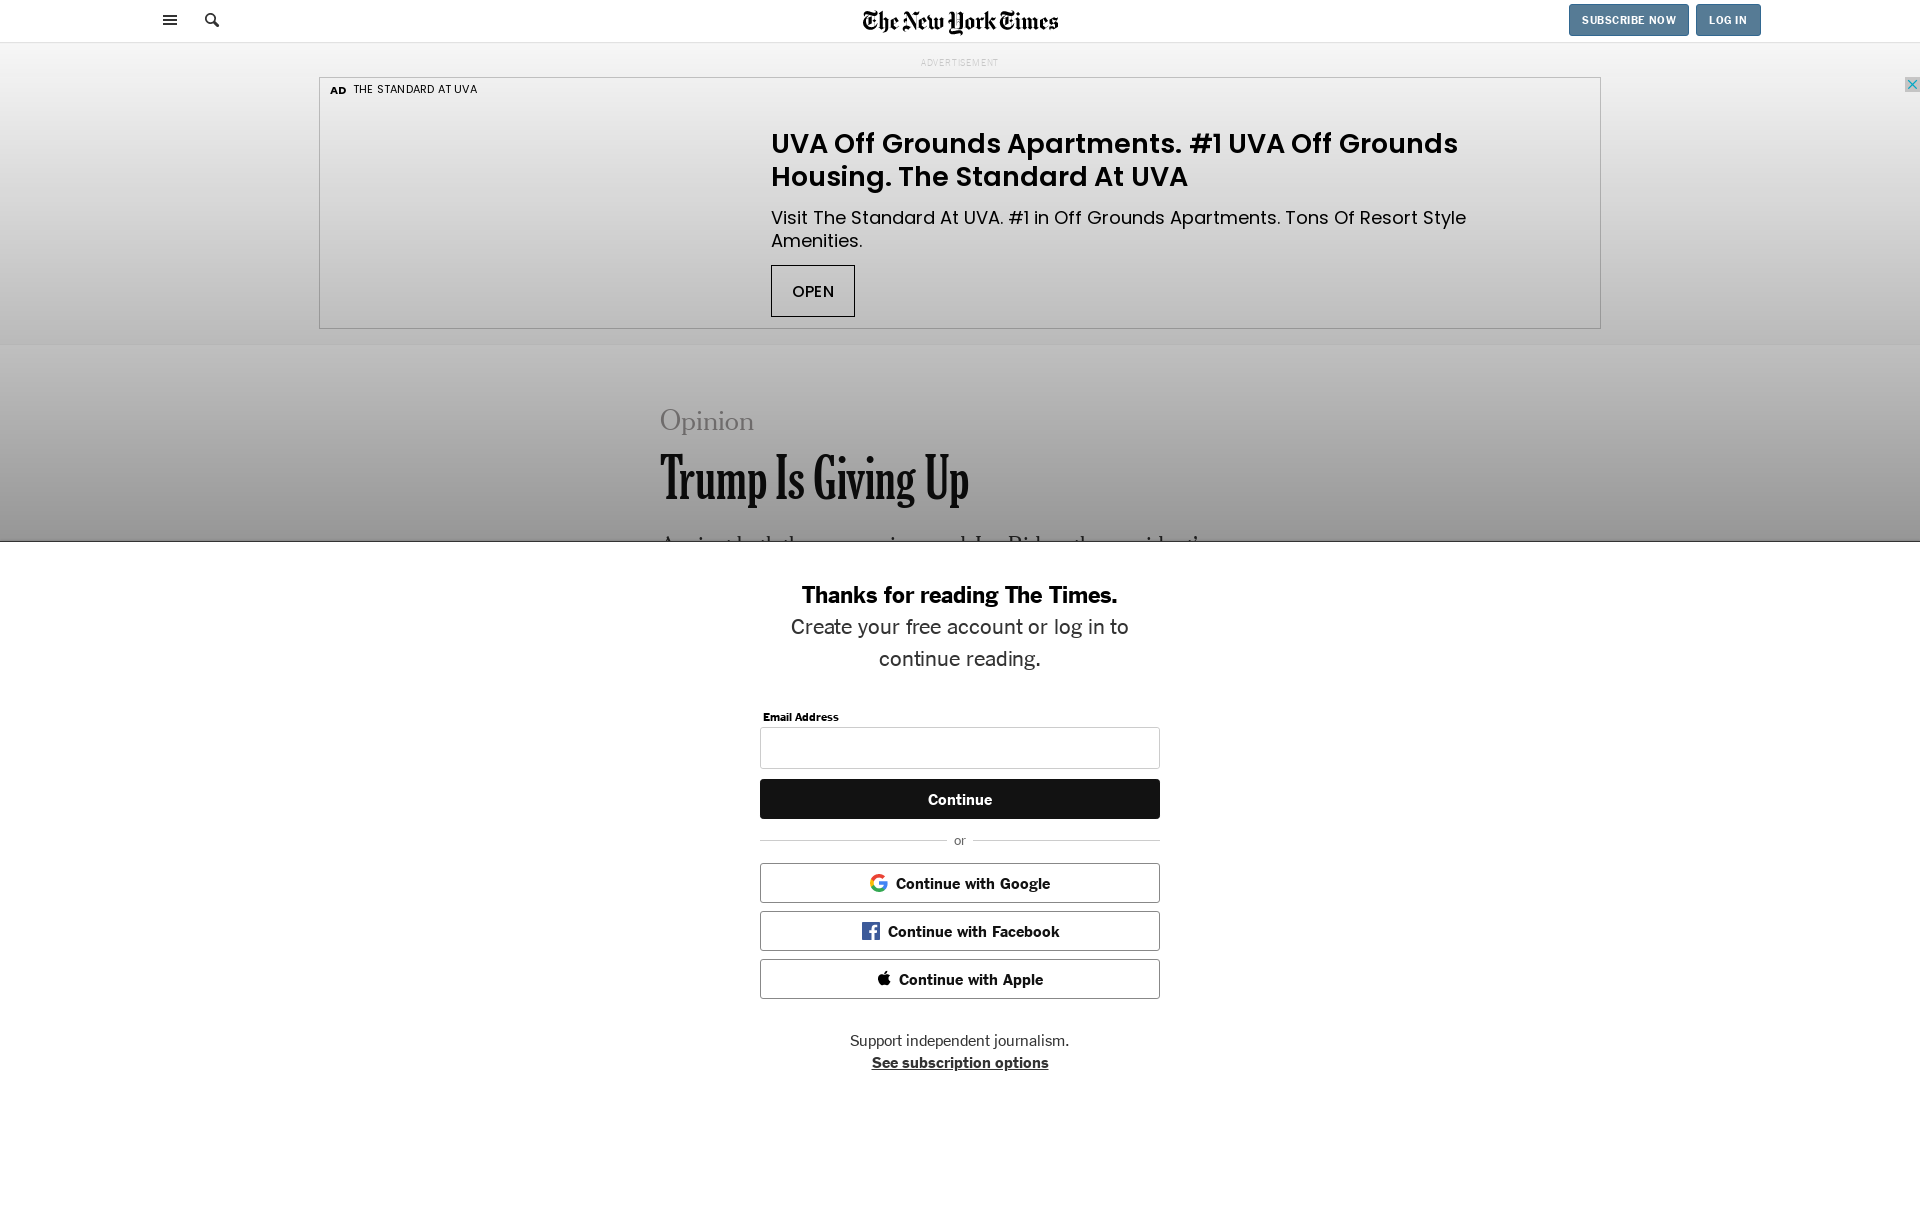 The New York Times
SUBSCRIBE NOW
LOG IN
ADVERTISEMENT
AD THE STANDARD AT UVA
UVA Off Grounds Apartments. #1 UVA Off Grounds
Housing. The Standard At UVA
Visit The Standard At UVA. #1 in Off Grounds Apartments. Tons Of Resort Style
Amenities.
OPEN
Opinion
Trump Is Giving Up
Thanks for reading The Times.
Create your free account or log in to
continue reading.
Email Address
Continue
or
Continue with Google
Continue with Facebook
Continue with Apple
Support independent journalism.
See subscription options